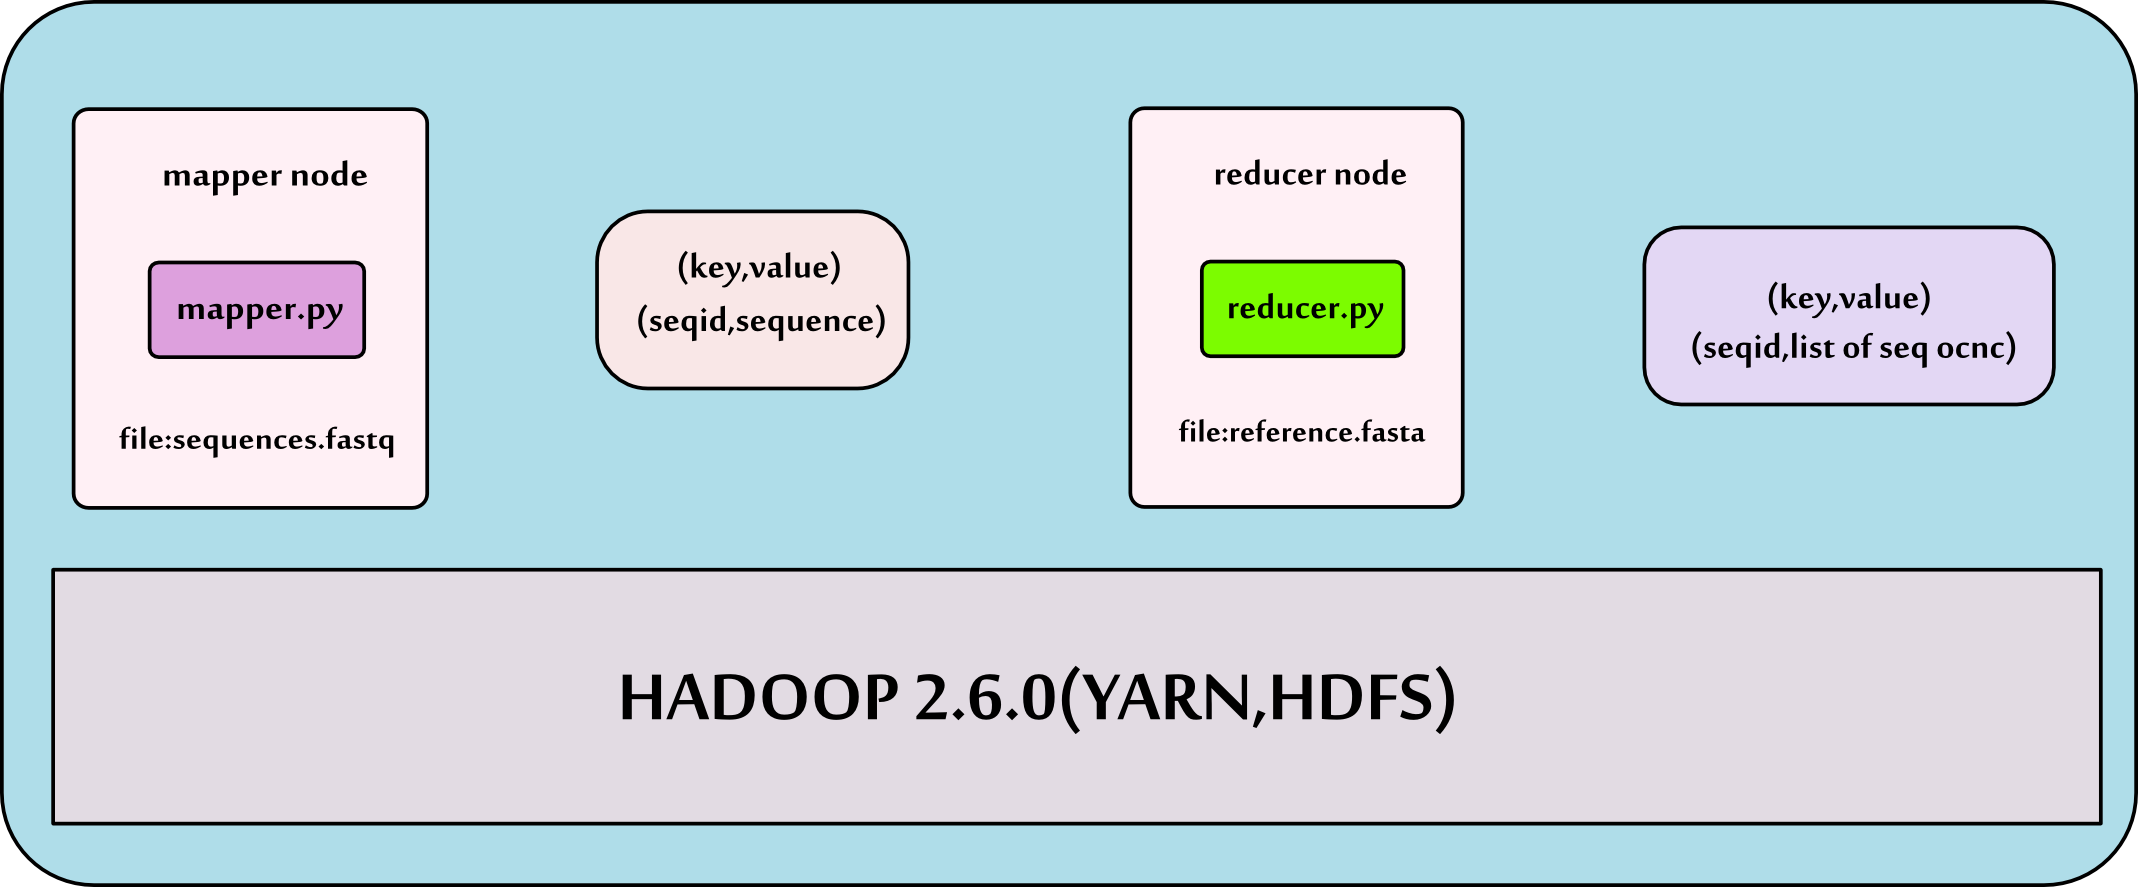 mapper node
mapper.py
file:sequences.fastq
(key,value)
(seqid,sequence)
reducer node
reducer.py
file:reference.fasta
(key,value)
(seqid,list of seq ocnc)
HADOOP 2.6.0(YARN,HDFS)